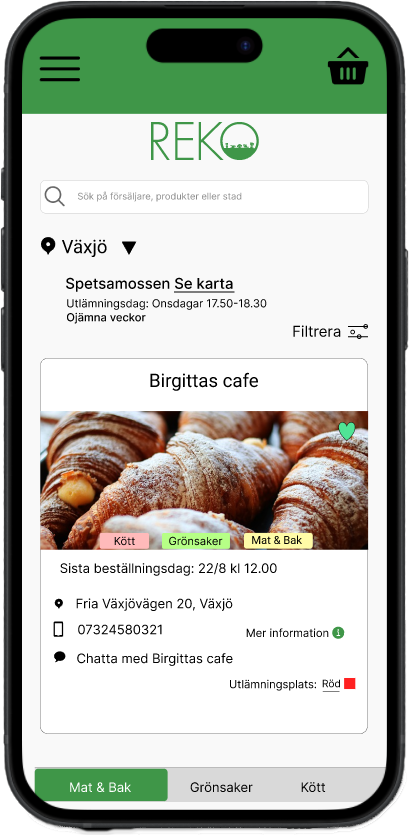 REKO
Sök på försäljare, produkter eller stad
Växjö
Spetsamossen Se karta
Utlämningsdag: Onsdagar 17.50-18.30
Ojämna veckor
Filtrera
Birgittas cafe
Kött Grönsaker Mat & Bak
Sista beställningsdag: 22/8 kl 12.00
Fria Växjövägen 20, Växjö
07324580321
Mer information
Chatta med Birgittas cafe
Utlämningsplats: Röd
Mat & Bak Grönsaker Kött